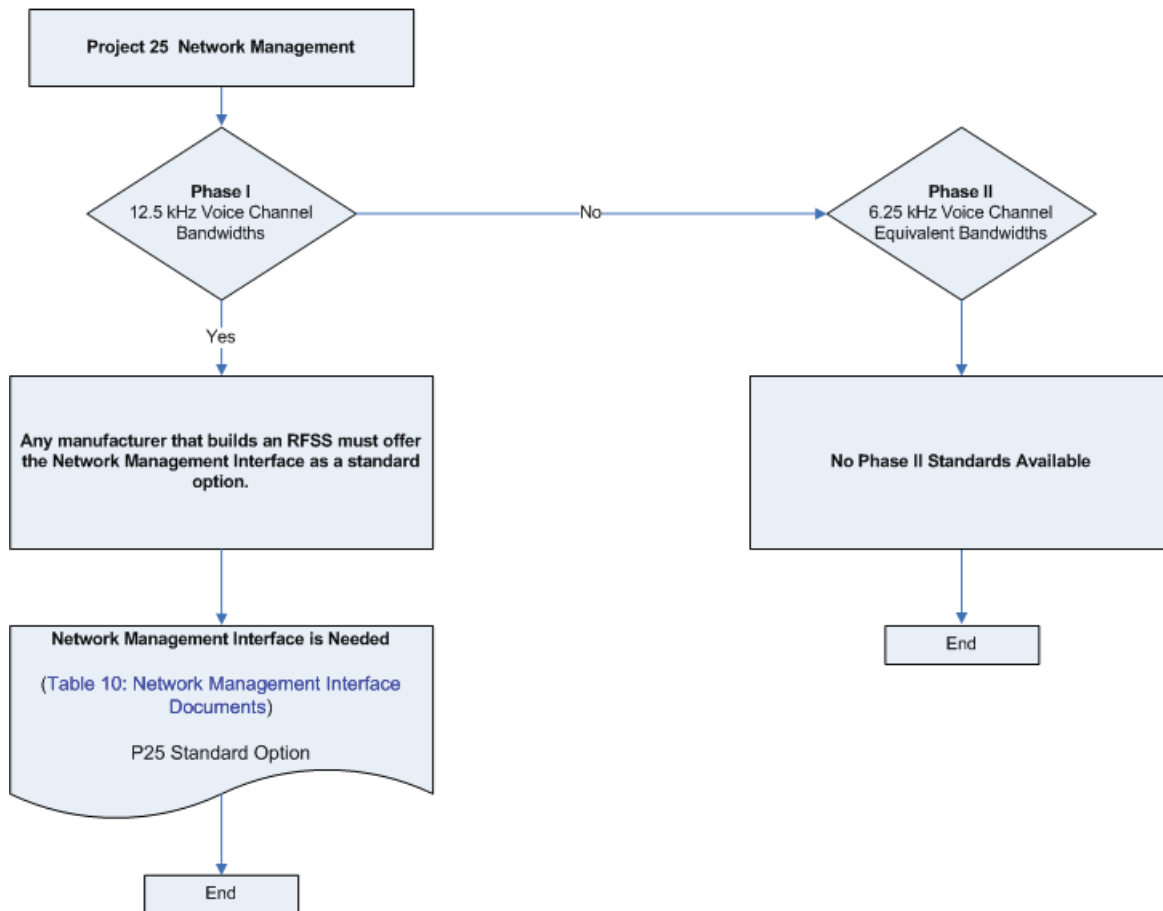 Project 25 Network Management
Phase I
12.5 kHz Voice Channel
Bandwidths
No
Phase II
6.25 kHz Voice Channel
Equivalent Bandwidths
Yes
Any manufacturer that builds an RFSS must offer
the Network Management Interface as a standard
option.
No Phase II Standards Available
Network Management Interface is Needed
(Table 10: Network Management Interface
Documents)
P25 Standard Option
End
End